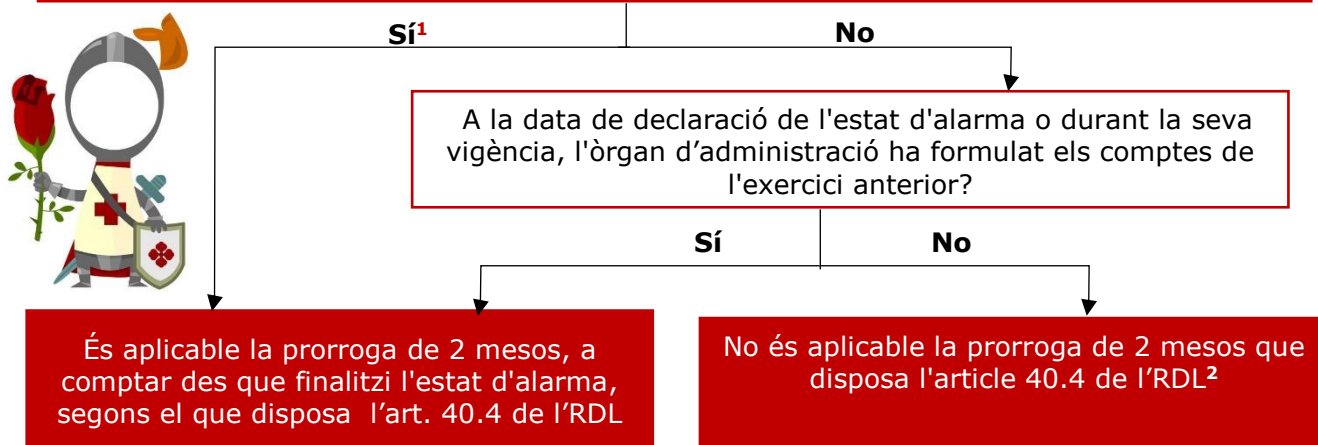 Sí¹ No
A la data de declaració de l'estat d'alarma o durant la seva
vigència, l'òrgan d’administració ha formulat els comptes de
l'exercici anterior?
Sí No
És aplicable la prorroga de 2 mesos, a
comptar des que finalitzi l'estat d'alarma,
segons el que disposa l’art. 40.4 de l’RDL
No és aplicable la prorroga de 2 mesos que
disposa l'article 40.4 de l’RDL²